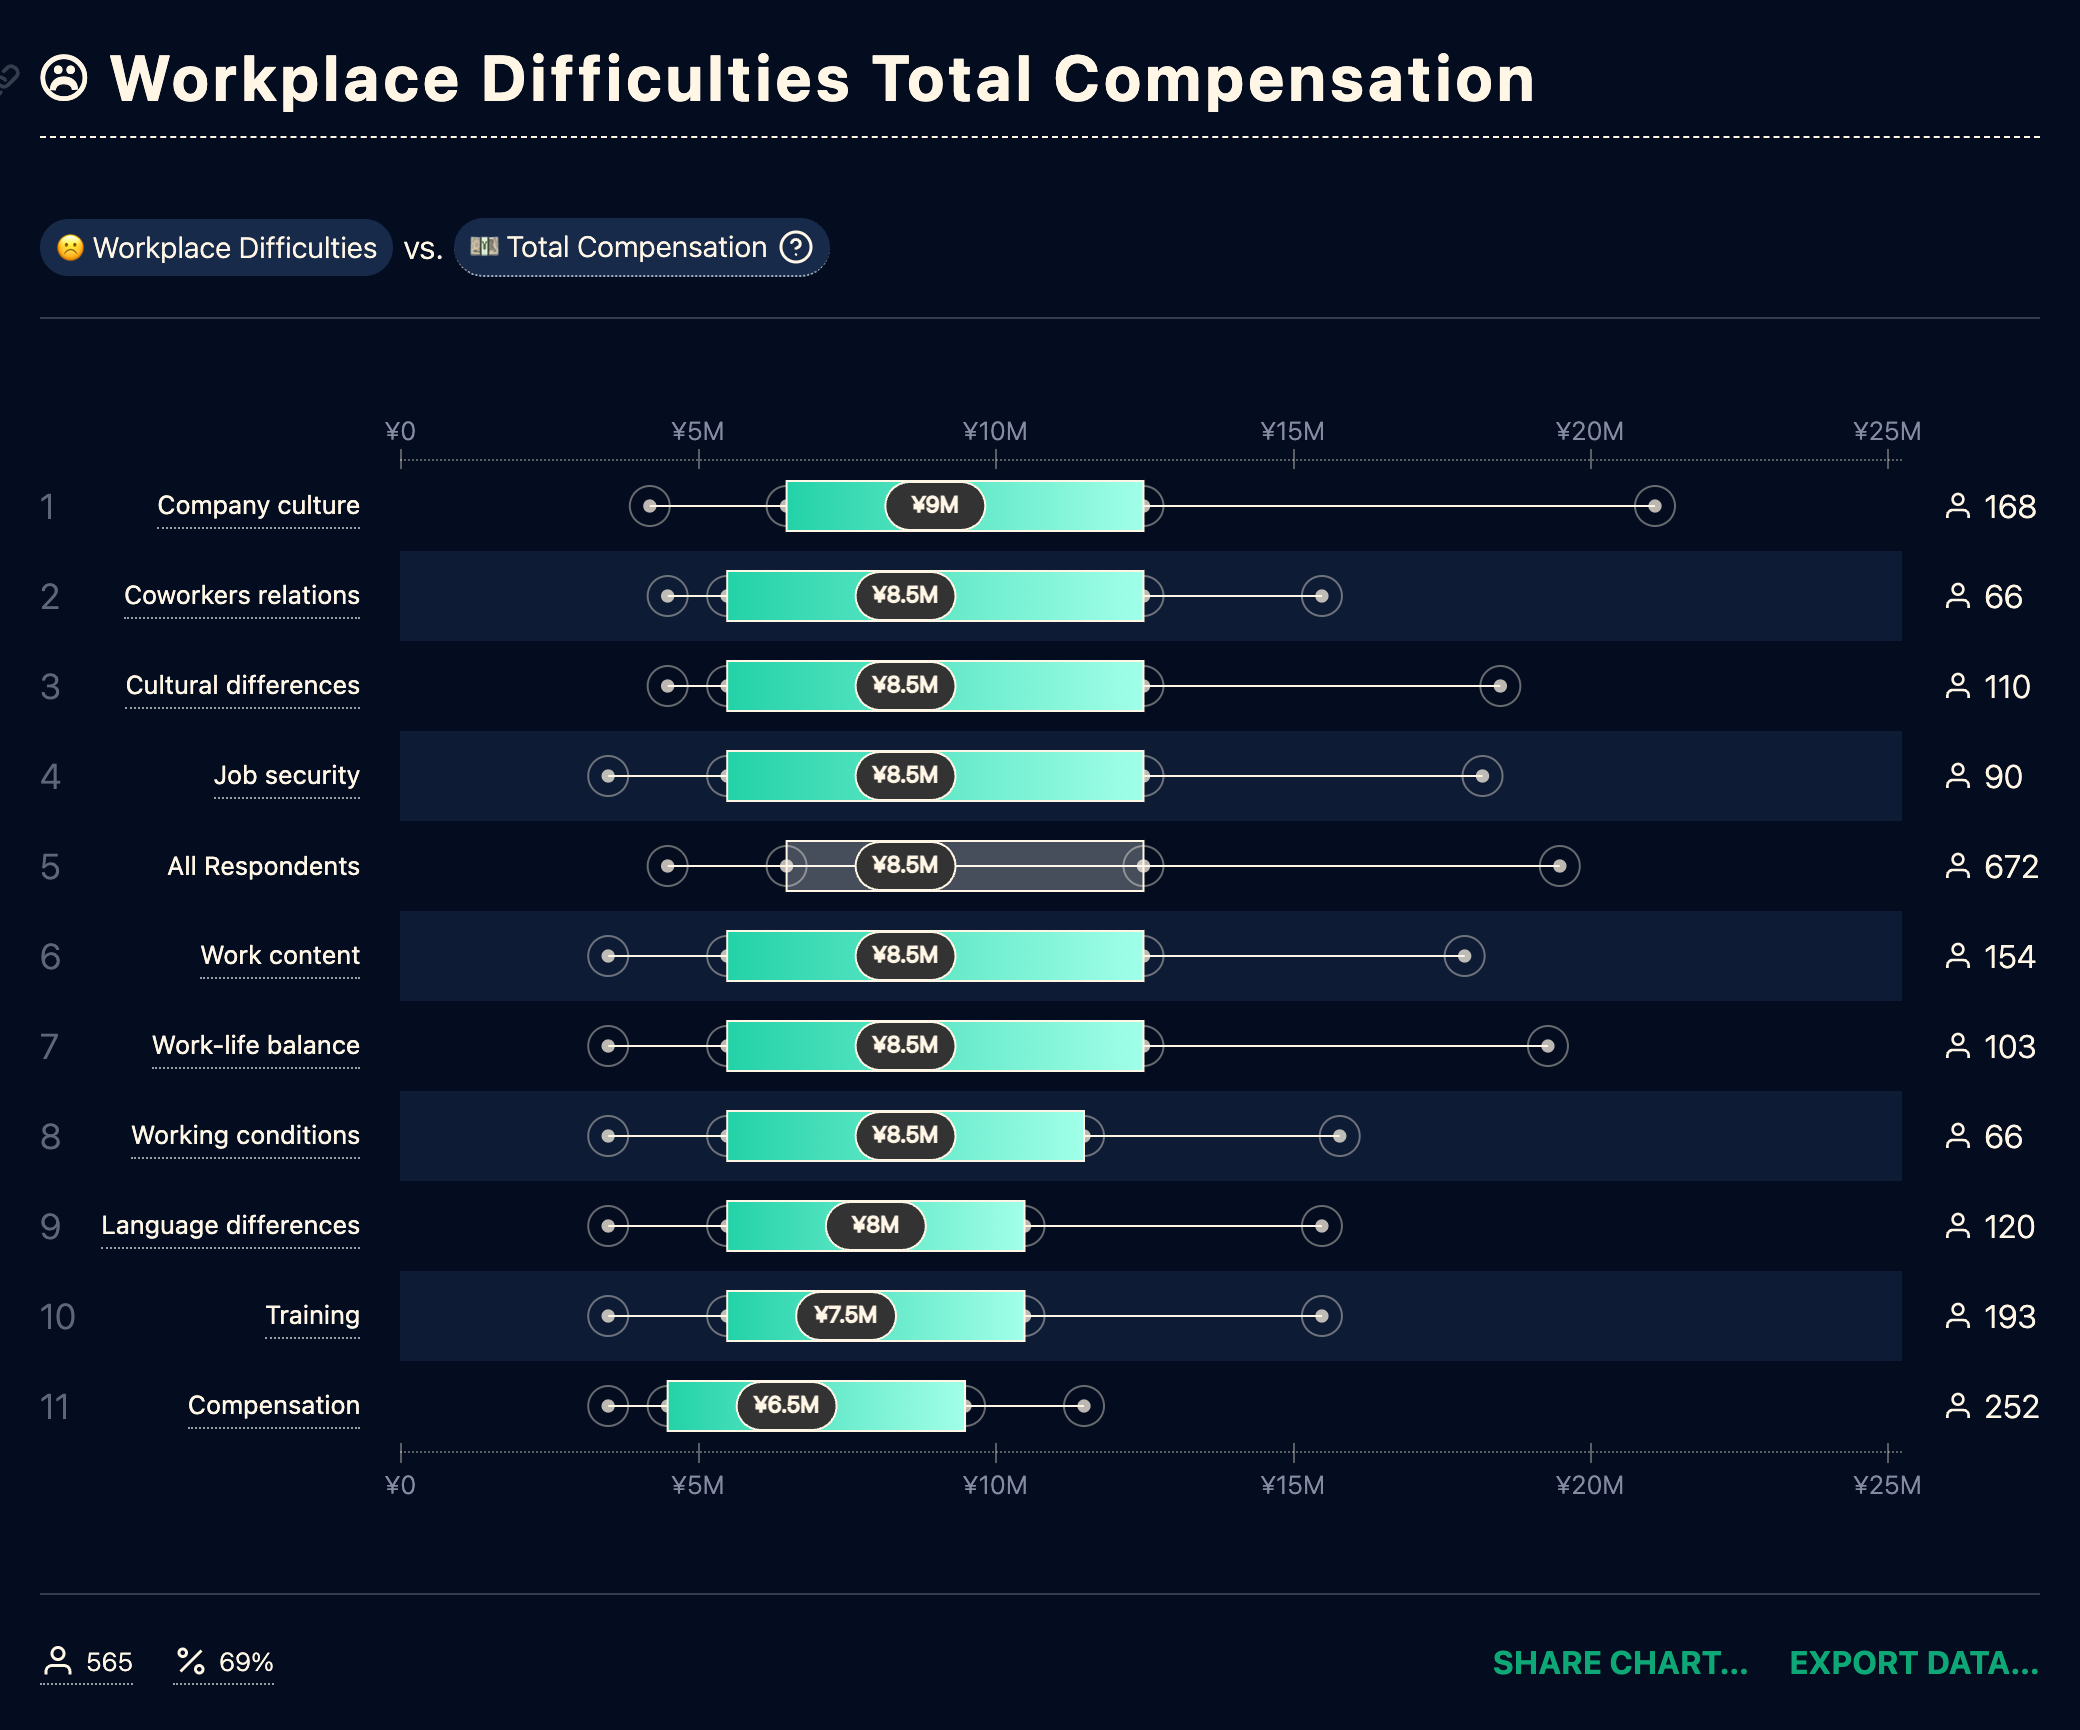 Workplace Difficulties Total Compensation
Workplace Difficulties vs. Total Compensation ?
¥0 ¥5M ¥10M ¥15M ¥20M ¥25M
1 Company culture ¥9M 168
2 Coworkers relations ¥8.5M 66
3 Cultural differences ¥8.5M 110
4 Job security ¥8.5M 90
5 All Respondents ¥8.5M 672
6 Work content ¥8.5M 154
7 Work-life balance ¥8.5M 103
8 Working conditions ¥8.5M 66
9 Language differences ¥8M 120
10 Training ¥7.5M 193
11 Compensation ¥6.5M 252
¥0 ¥5M ¥10M ¥15M ¥20M ¥25M
565 % 69% SHARE CHART... EXPORT DATA...